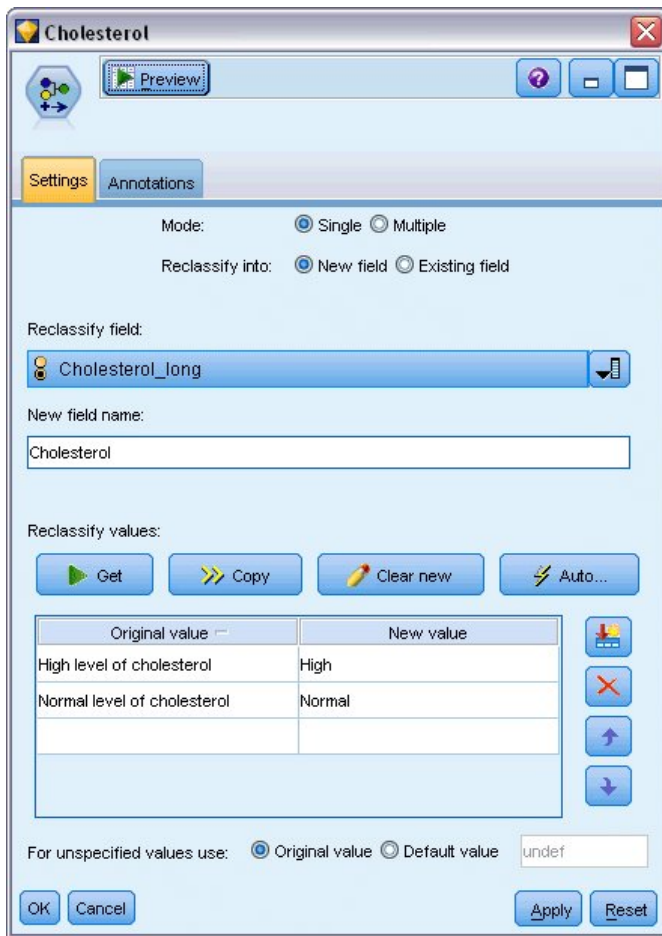 Cholesterol
Preview
Settings Annotations
Mode: Single Multiple
Reclassify into: New field Existing field
Reclassify field:
Cholesterol_long
New field name:
Cholesterol
Reclassify values:
Get Copy Clear new Auto...
Original value New value
High level of cholesterol High
Normal level of cholesterol Normal
For unspecified values use: Original value Default value undef
OK Cancel Apply Reset